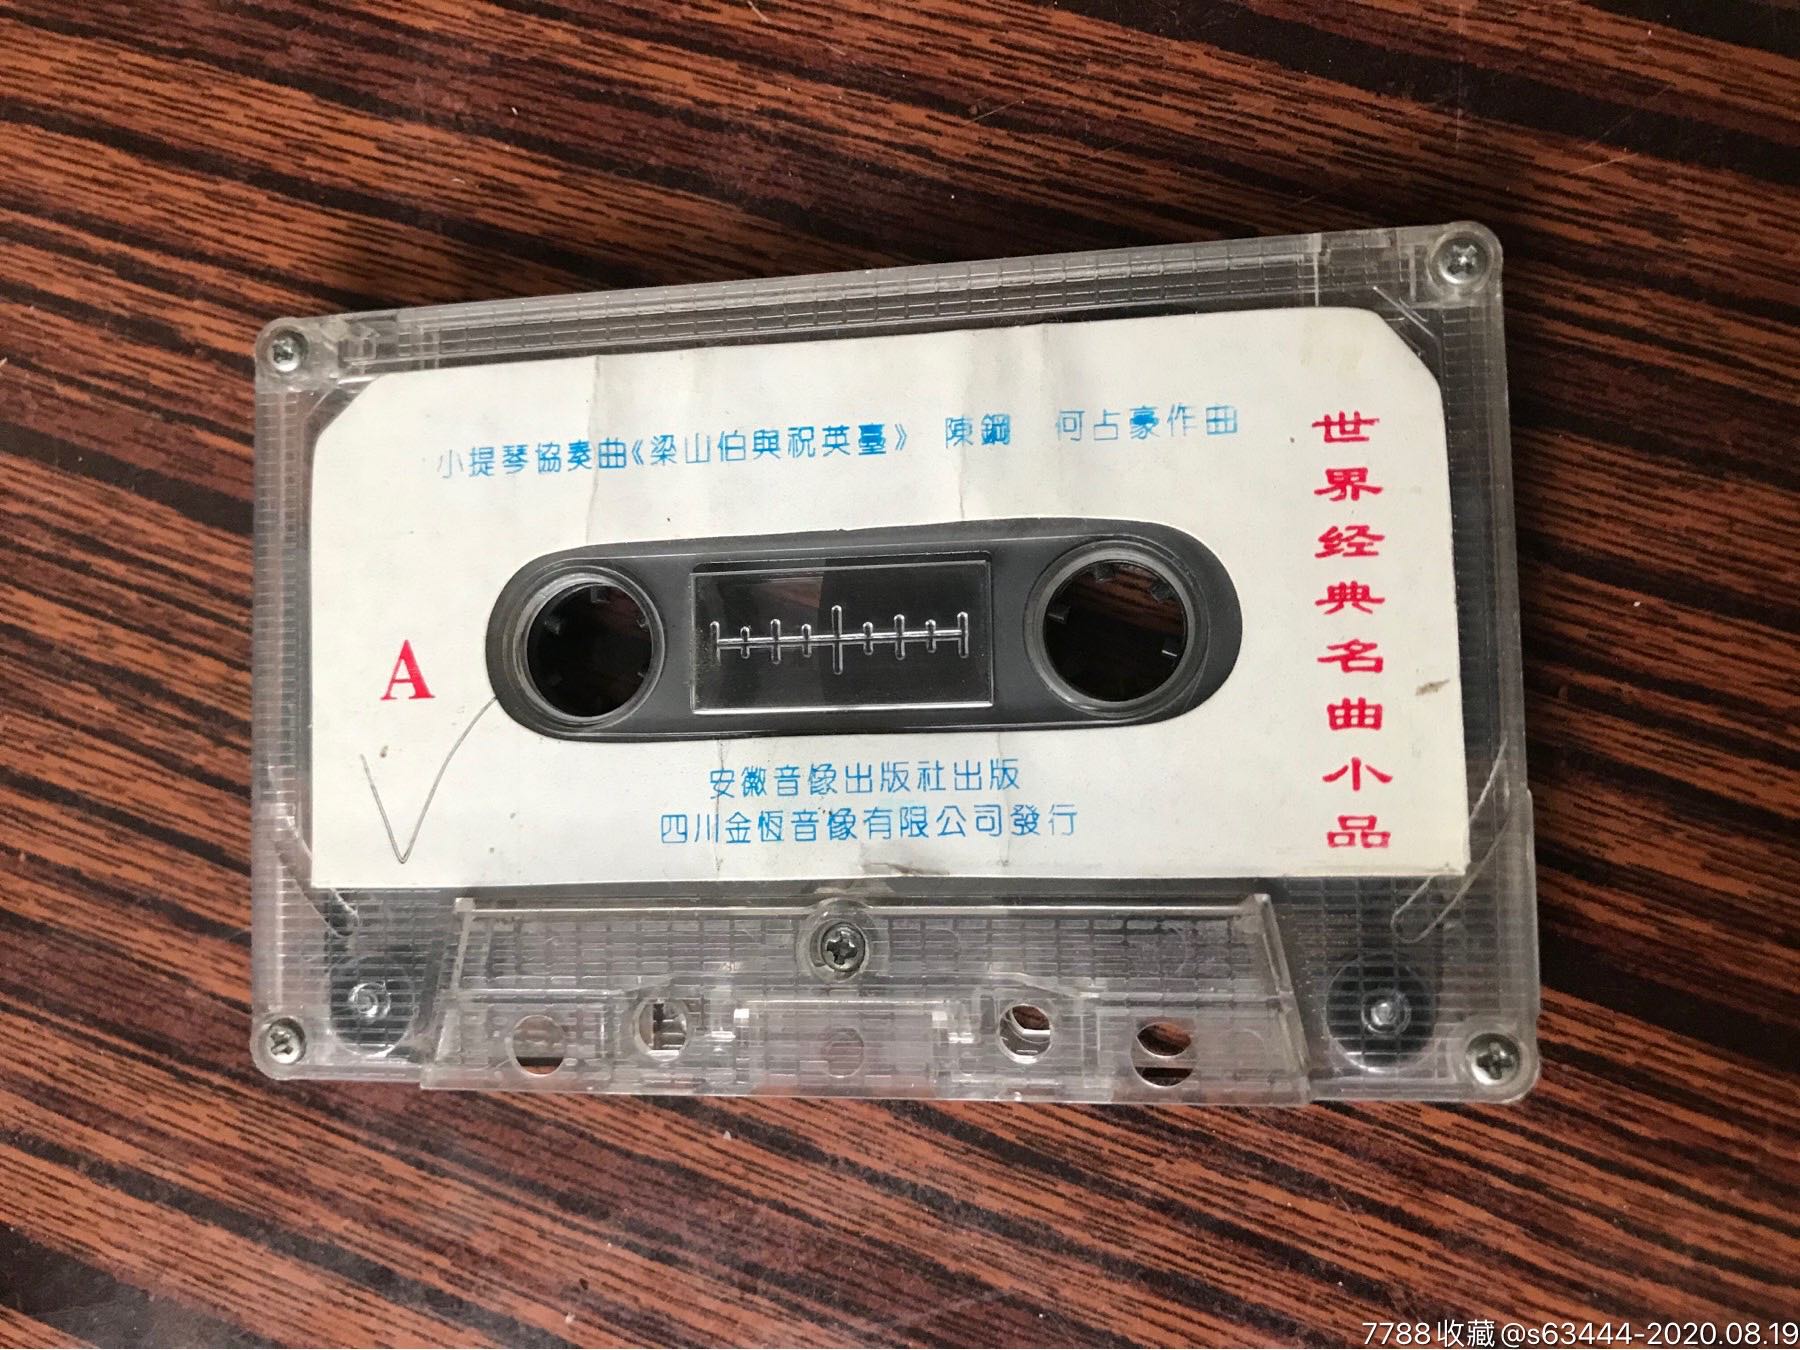 小提琴協奏曲《梁山伯與祝英臺》 陳鋼 何占豪作曲
世界经典名曲小品
A
安徽音像出版社出版
四川金恆音像有限公司發行
7788收藏@s63444-2020.08.19